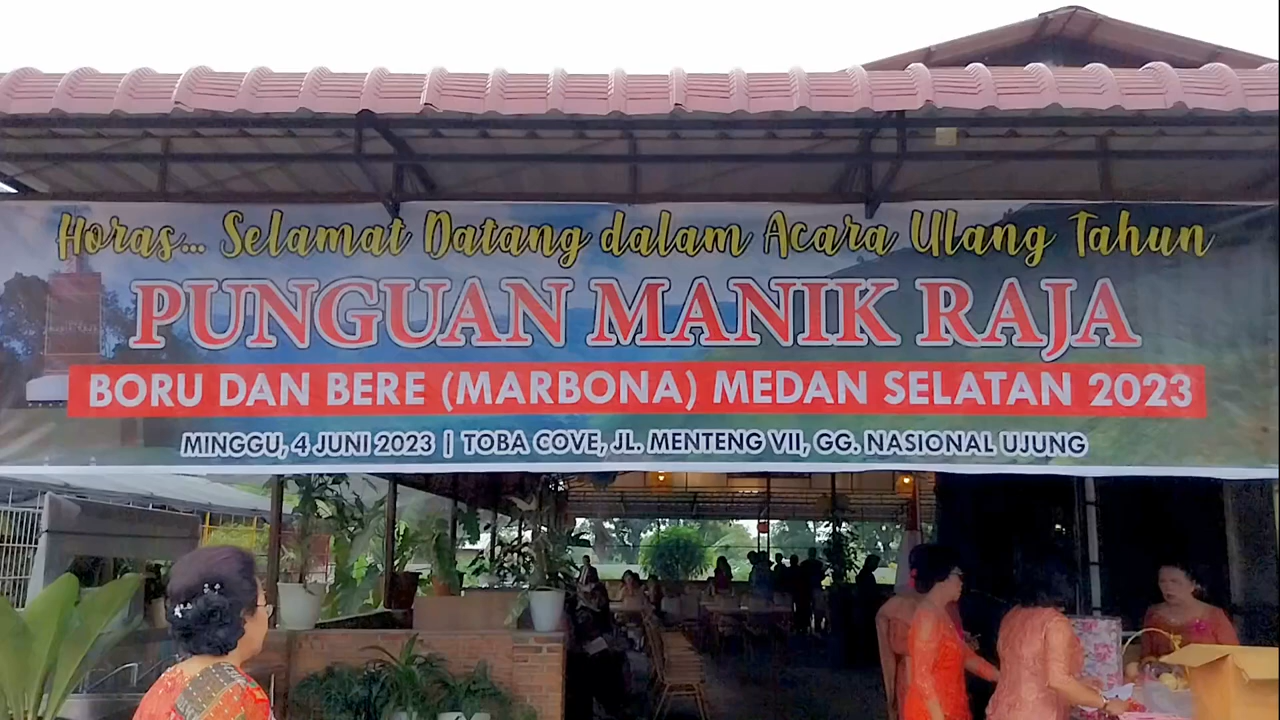 Horas... Selamat Datang dalam Acara Ulang Tahun
PUNGUAN MANIK RAJA
BORU DAN BERE (MARBONA) MEDAN SELATAN 2023
MINGGU, 4 JUNI 2023 | TOBA COVE, JL. MENTENG VII, GG. NASIONAL UJUNG